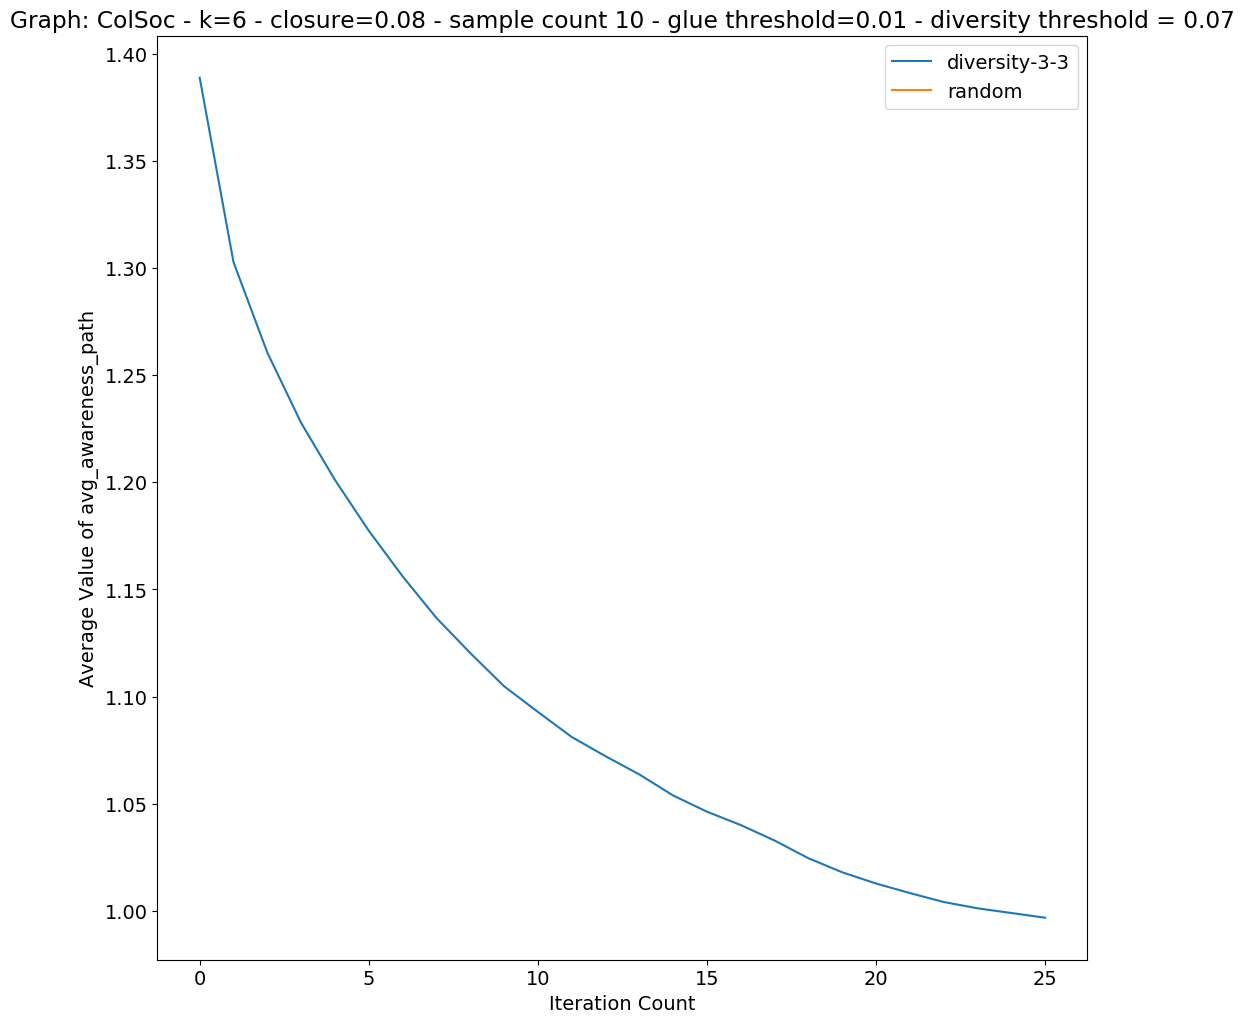 Graph: ColSoc - k=6 - closure=0.08 - sample count 10 - glue threshold=0.01 - diversity threshold = 0.07
diversity-3-3
random
1.40
1.35
1.30
1.25
1.20
1.15
1.10
1.05
1.00
Average Value of avg_awareness_path
0 5 10 15 20 25
Iteration Count